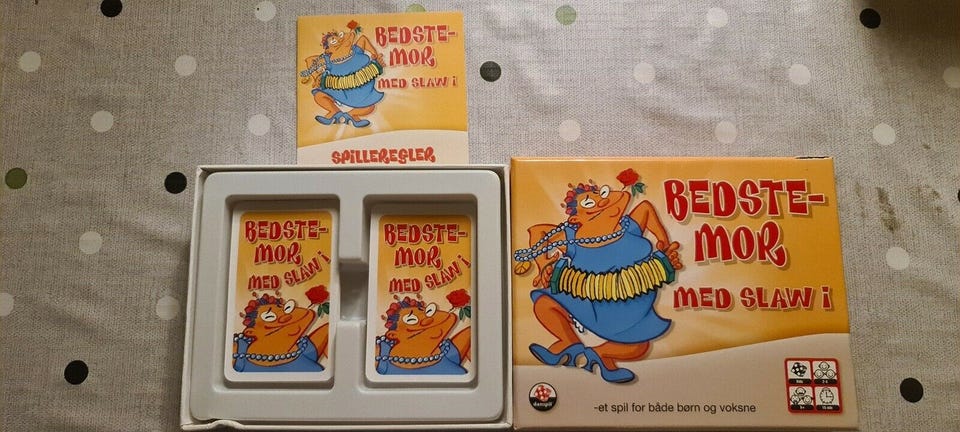 BEDSTE-
MOR
MED SLAW i
SPILLEREGLER
BEDSTE-
MOR
MED SLAW i
BEDSTE-
MOR
MED SLAW i
BEDSTE-
MOR
MED SLAW i
-et spil for både børn og voksne
danspil